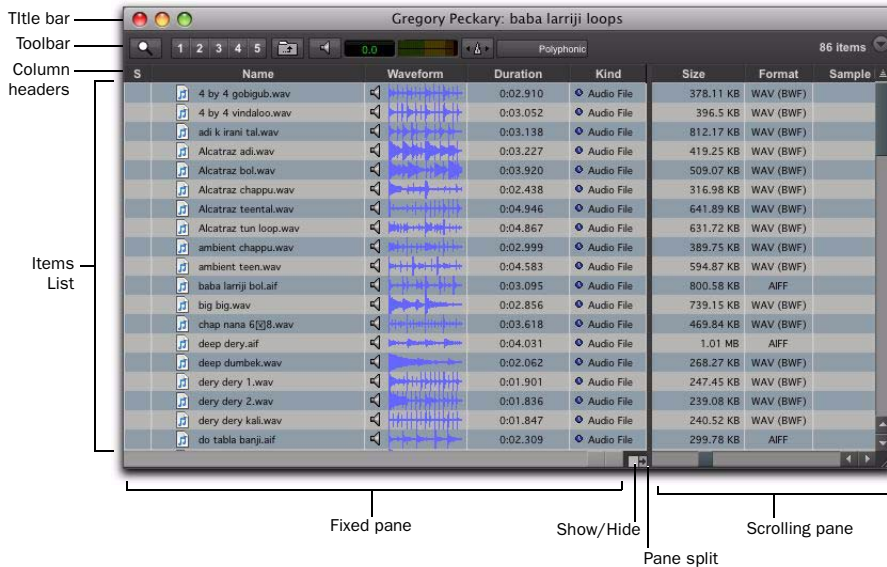 TItle bar
Gregory Peckary: baba larriji loops
Toolbar
1 2 3 4 5
0.0
Polyphonic
86 items
Column headers
S Name Waveform Duration Kind Size Format Sample
4 by 4 gobigub.wav 0:02.910 Audio File 378.11 KB WAV (BWF)
4 by 4 vindaloo.wav 0:03.052 Audio File 396.5 KB WAV (BWF)
adi k irani tal.wav 0:03.138 Audio File 812.17 KB WAV (BWF)
Alcatraz adi.wav 0:03.227 Audio File 419.25 KB WAV (BWF)
Alcatraz bol.wav 0:03.920 Audio File 509.07 KB WAV (BWF)
Alcatraz chappu.wav 0:02.438 Audio File 316.98 KB WAV (BWF)
Alcatraz teental.wav 0:04.946 Audio File 641.89 KB WAV (BWF)
Alcatraz tun loop.wav 0:04.867 Audio File 631.72 KB WAV (BWF)
ambient chappu.wav 0:02.999 Audio File 389.75 KB WAV (BWF)
Items List
ambient teen.wav 0:04.583 Audio File 594.87 KB WAV (BWF)
baba larriji bol.aif 0:03.095 Audio File 800.58 KB AIFF
big big.wav 0:02.856 Audio File 739.15 KB WAV (BWF)
chap nana 68.wav 0:03.618 Audio File 469.84 KB WAV (BWF)
deep dery.aif 0:04.031 Audio File 1.01 MB AIFF
deep dumbek.wav 0:02.062 Audio File 268.27 KB WAV (BWF)
dery dery 1.wav 0:01.901 Audio File 247.45 KB WAV (BWF)
dery dery 2.wav 0:01.836 Audio File 239.08 KB WAV (BWF)
dery dery kali.wav 0:01.847 Audio File 240.52 KB WAV (BWF)
do tabla banji.aif 0:02.309 Audio File 299.78 KB AIFF
Fixed pane
Show/Hide
Scrolling pane
Pane split